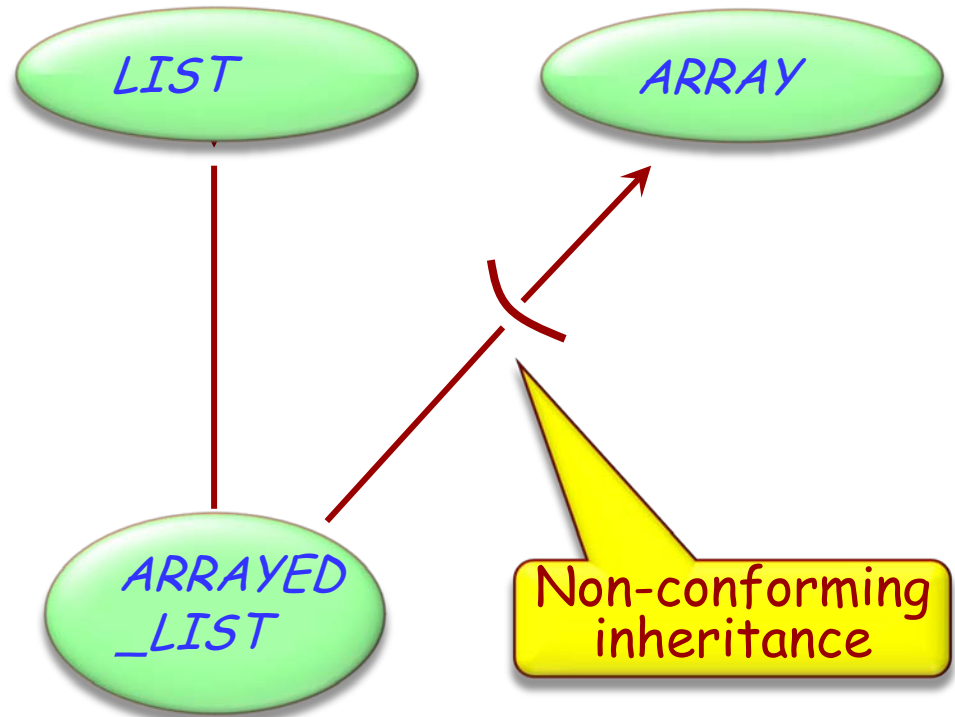 LIST
ARRAY
ARRAYED
_LIST
Non-conforming
inheritance